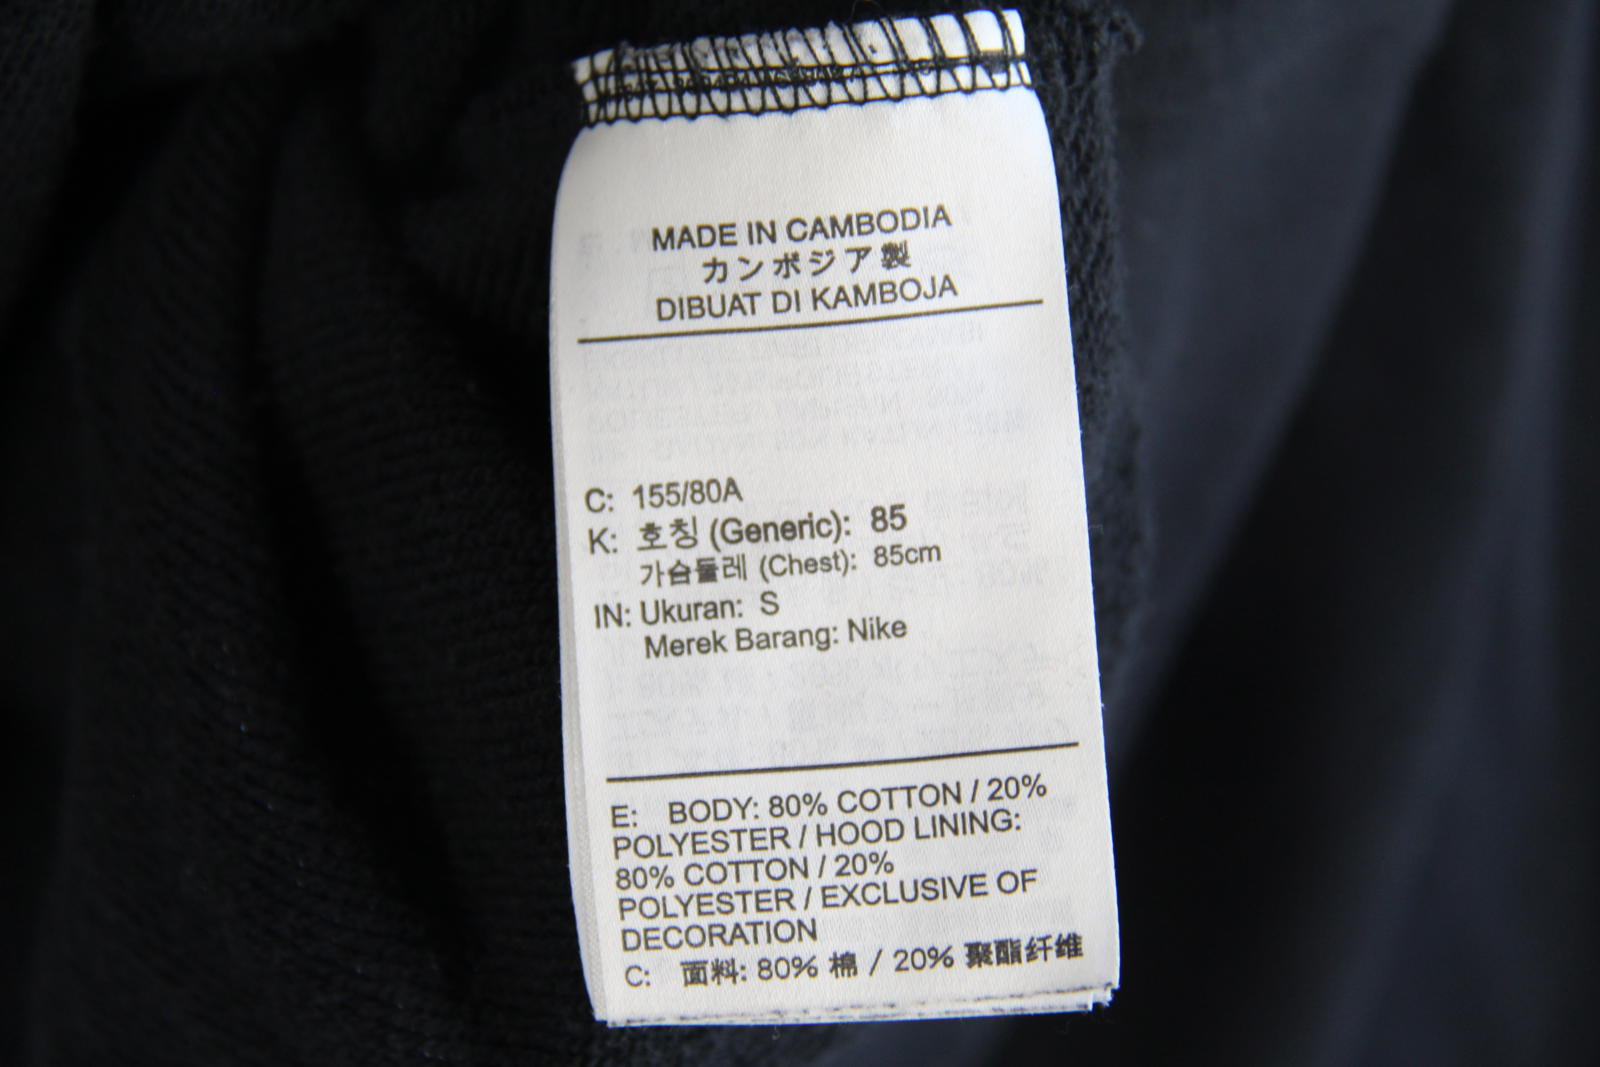 MADE IN CAMBODIA
カンボジア製
DIBUAT DI KAMBOJA
C: 155/80A
K: 호칭 (Generic): 85
가슴둘레 (Chest): 85cm
IN: Ukuran: S
Merek Barang: Nike
E: BODY: 80% COTTON / 20%
POLYESTER / HOOD LINING:
80% COTTON / 20%
POLYESTER / EXCLUSIVE OF
DECORATION
C: 面料: 80% 棉 / 20% 聚酯纤维